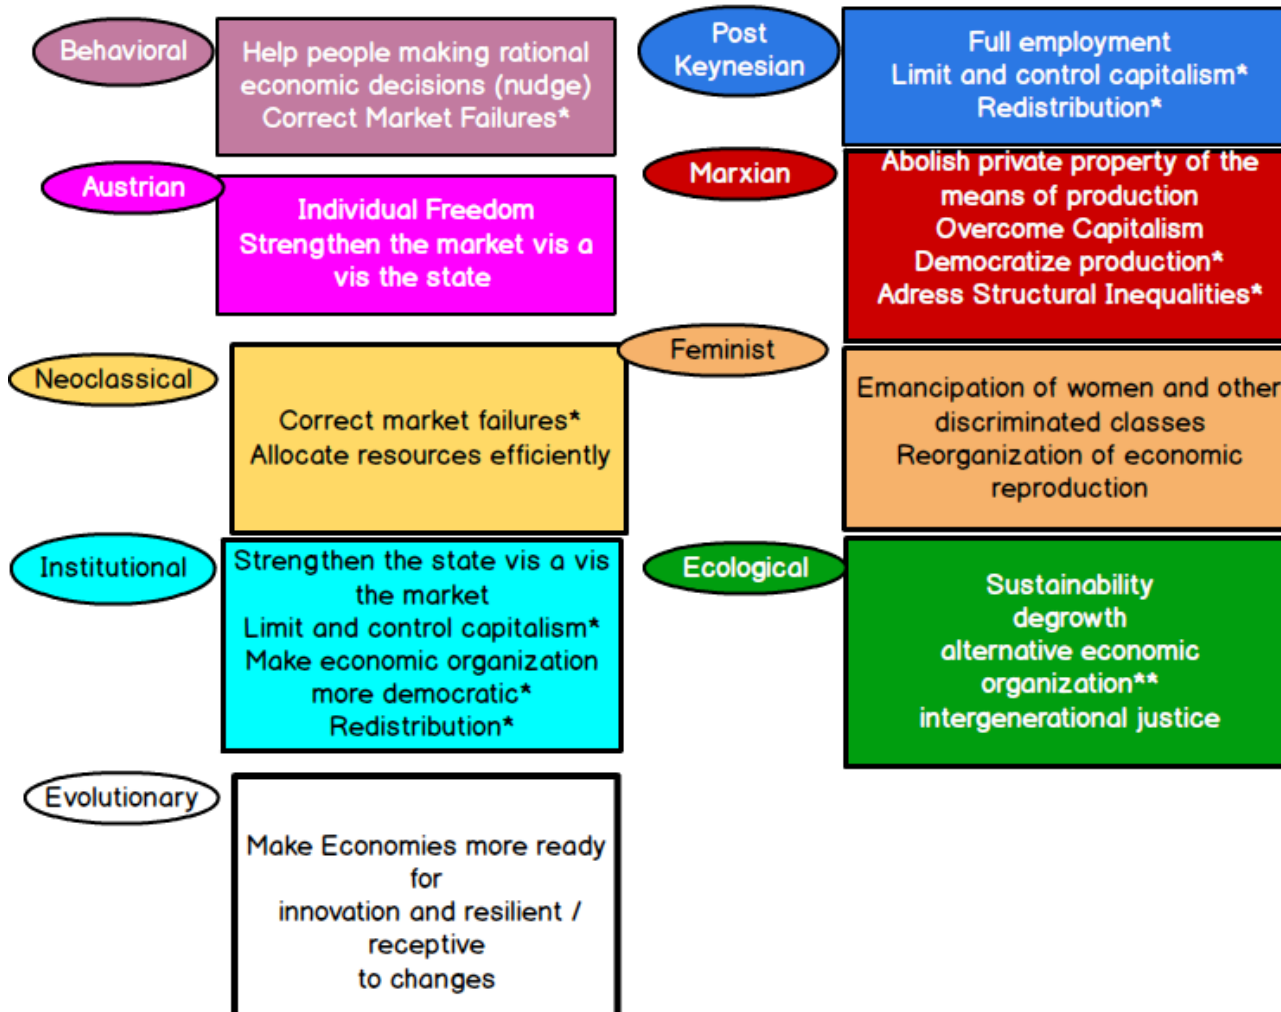 Behavioral
Help people making rational
economic decisions (nudge)
Correct Market Failures*
Austrian
Individual Freedom
Strengthen the market vis a
vis the state
Neoclassical
Correct market failures*
Allocate resources efficiently
Institutional
Strengthen the state vis a vis
the market
Limit and control capitalism*
Make economic organization
more democratic*
Redistribution*
Evolutionary
Make Economies more ready
for
innovation and resilient /
receptive
to changes
Post
Keynesian
Full employment
Limit and control capitalism*
Redistribution*
Marxian
Abolish private property of the
means of production
Overcome Capitalism
Democratize production*
Adress Structural Inequalities*
Feminist
Emancipation of women and other
discriminated classes
Reorganization of economic
reproduction
Ecological
Sustainability
degrowth
alternative economic
organization**
intergenerational justice